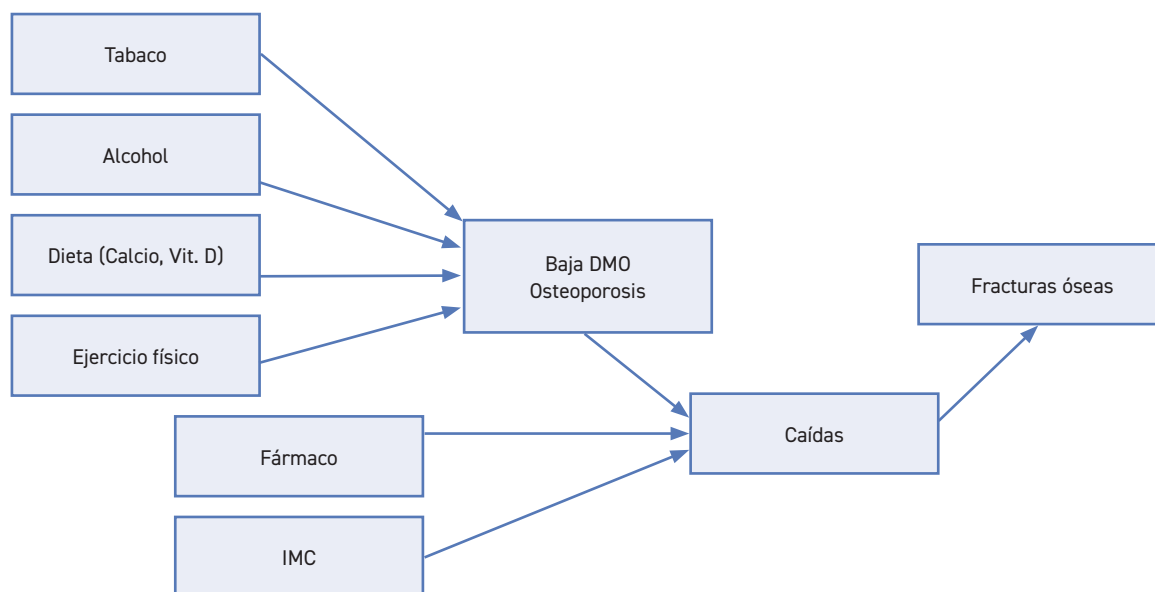 Tabaco
Alcohol
Dieta (Calcio, Vit. D)
Ejercicio físico
Baja DMO
Osteoporosis
Fracturas óseas
Caídas
Fármaco
IMC